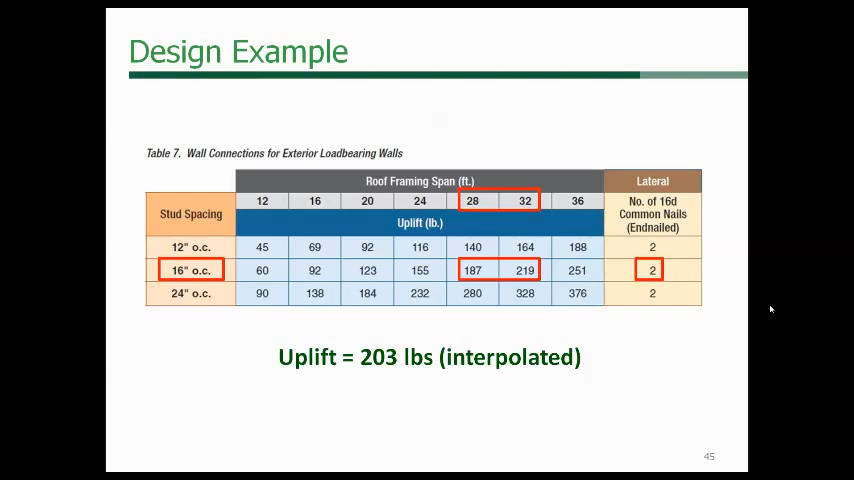 Design Example
Table 7. Wall Connections for Exterior Loadbearing Walls
Roof Framing Span (ft.) Lateral
Stud Spacing 12 16 20 24 28 32 36 No. of 16d Common Nails (Endnailed)
Uplift (lb.)
12" o.c. 45 69 92 116 140 164 188 2
16" o.c. 60 92 123 155 187 219 251 2
24" o.c. 90 138 184 232 280 328 376 2
Uplift = 203 lbs (interpolated)
45